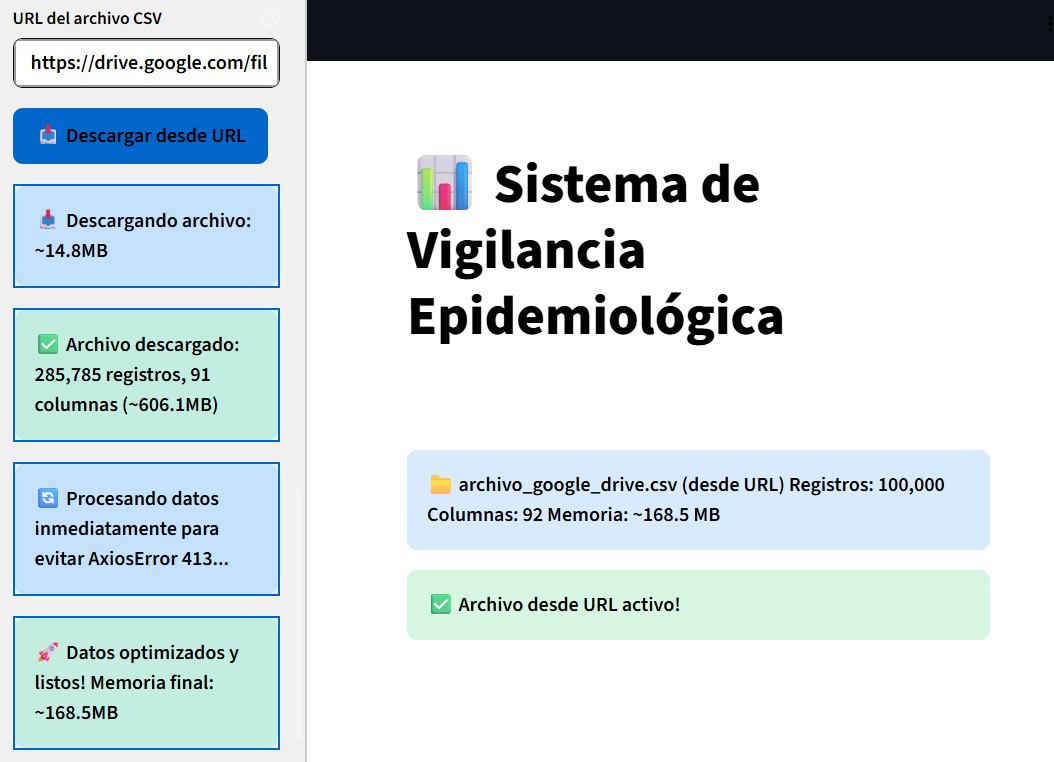 URL del archivo CSV
https://drive.google.com/fil
📥 Descargar desde URL
📥 Descargando archivo:
~14.8MB
✅ Archivo descargado:
285,785 registros, 91
columnas (~606.1MB)
🔄 Procesando datos
inmediatamente para
evitar AxiosError 413...
🚀 Datos optimizados y
listos! Memoria final:
~168.5MB
📊 Sistema de
Vigilancia
Epidemiológica
📁 archivo_google_drive.csv (desde URL) Registros: 100,000
Columnas: 92 Memoria: ~168.5 MB
✅ Archivo desde URL activo!